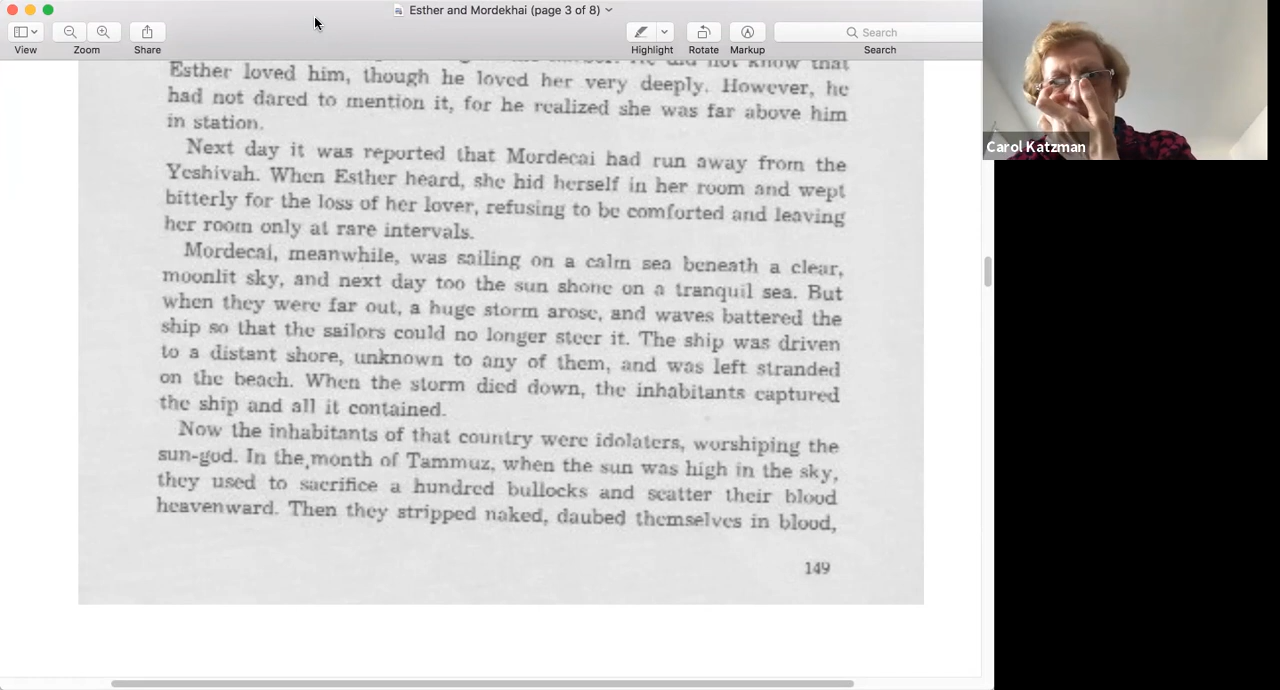 Esther and Mordekhai (page 3 of 8)
View
Zoom
Share
Highlight
Rotate
Markup
Search
Search
Carol Katzman
He did not know that
Esther loved him, though he loved her very deeply. However, he
had not dared to mention it, for he realized she was far above him
in station.
Next day it was reported that Mordecai had run away from the
Yeshivah. When Esther heard, she hid herself in her room and wept
bitterly for the loss of her lover, refusing to be comforted and leaving
her room only at rare intervals.
Mordecai, meanwhile, was sailing on a calm sea beneath a clear,
moonlit sky, and next day too the sun shone on a tranquil sea. But
when they were far out, a huge storm arose, and waves battered the
ship so that the sailors could no longer steer it. The ship was driven
to a distant shore, unknown to any of them, and was left stranded
on the beach. When the storm died down, the inhabitants captured
the ship and all it contained.
Now the inhabitants of that country were idolaters, worshiping the
sun-god. In the month of Tammuz, when the sun was high in the sky,
they used to sacrifice a hundred bullocks and scatter their blood
heavenward. Then they stripped naked, daubed themselves in blood,
149